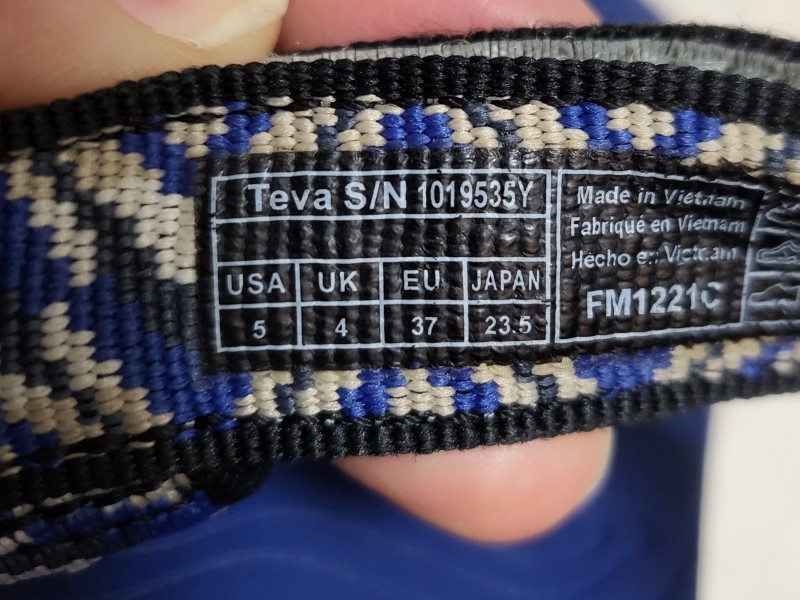 Teva S/N 1019535Y
USA UK EU JAPAN
5 4 37 23.5
Made in Vietnam
Fabriqué en Vietnam
Hecho en Vietnam
FM1221C